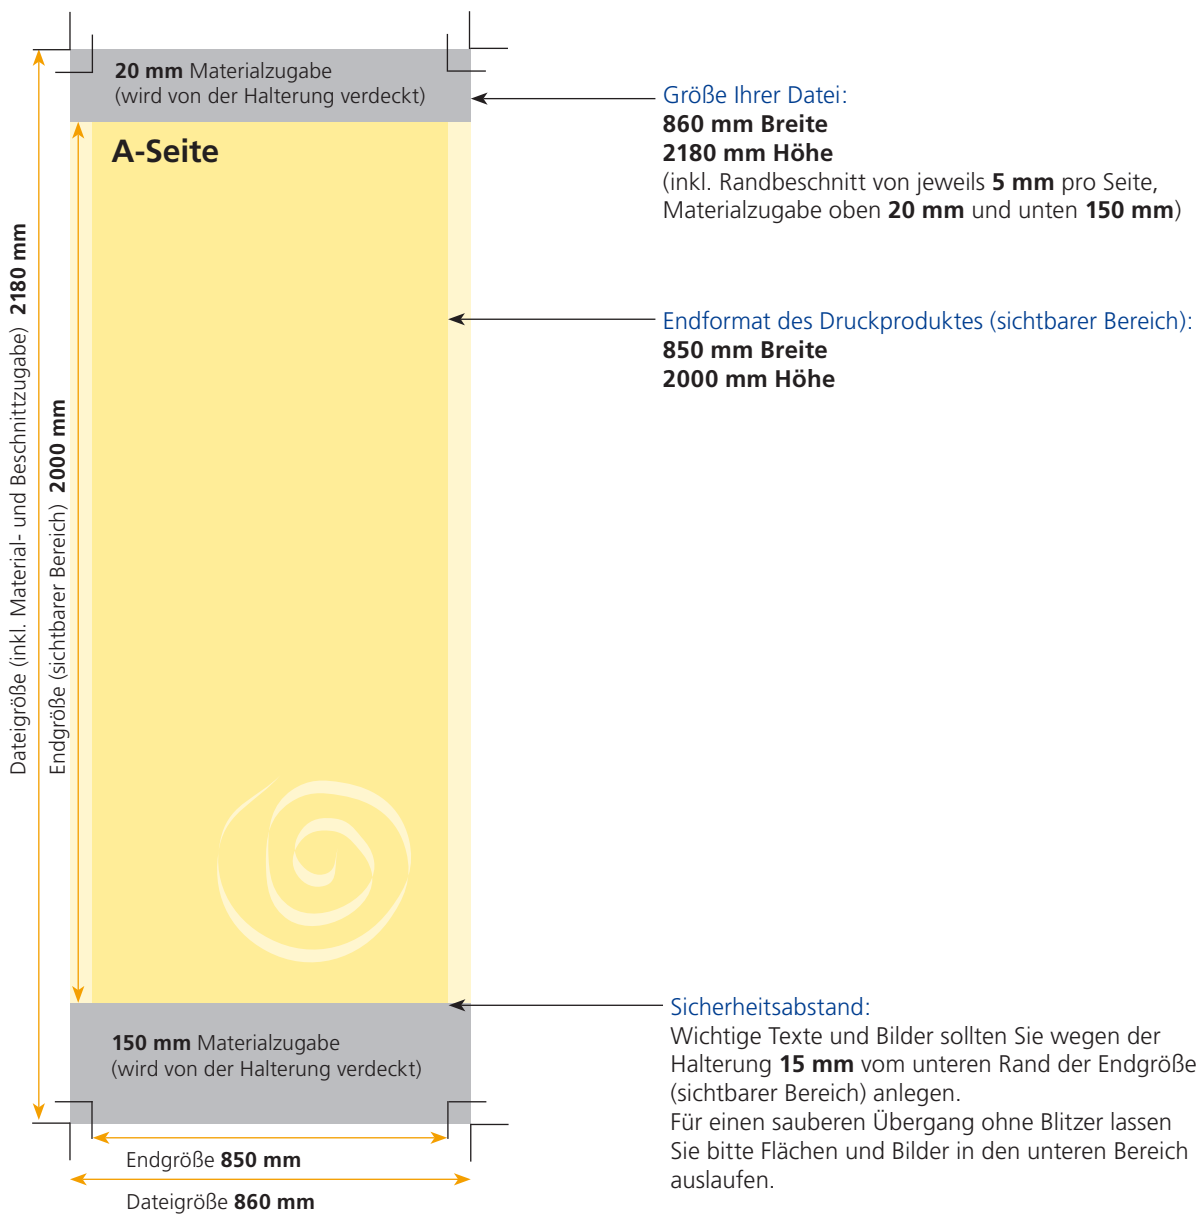 20 mm Materialzugabe
(wird von der Halterung verdeckt)
A-Seite
Größe Ihrer Datei:
860 mm Breite
2180 mm Höhe
(inkl. Randbeschnitt von jeweils 5 mm pro Seite,
Materialzugabe oben 20 mm und unten 150 mm)
Endformat des Druckproduktes (sichtbarer Bereich):
850 mm Breite
2000 mm Höhe
Dateigröße (inkl. Material- und Beschnittzugabe) 2180 mm
Endgröße (sichtbarer Bereich) 2000 mm
Sicherheitsabstand:
Wichtige Texte und Bilder sollten Sie wegen der
Halterung 15 mm vom unteren Rand der Endgröße
(sichtbarer Bereich) anlegen.
Für einen sauberen Übergang ohne Blitzer lassen
Sie bitte Flächen und Bilder in den unteren Bereich
auslaufen.
150 mm Materialzugabe
(wird von der Halterung verdeckt)
Endgröße 850 mm
Dateigröße 860 mm